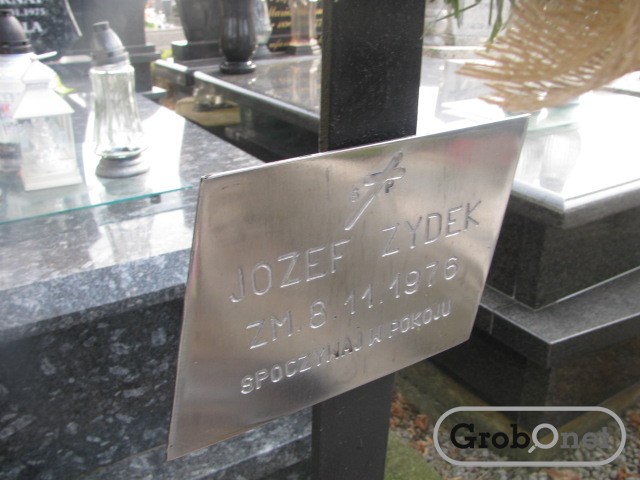 Ś P
JOZEF ZYDEK
ZM. 8.11.1976
SPOCZYWAJ W POKOJU
GrobOnet